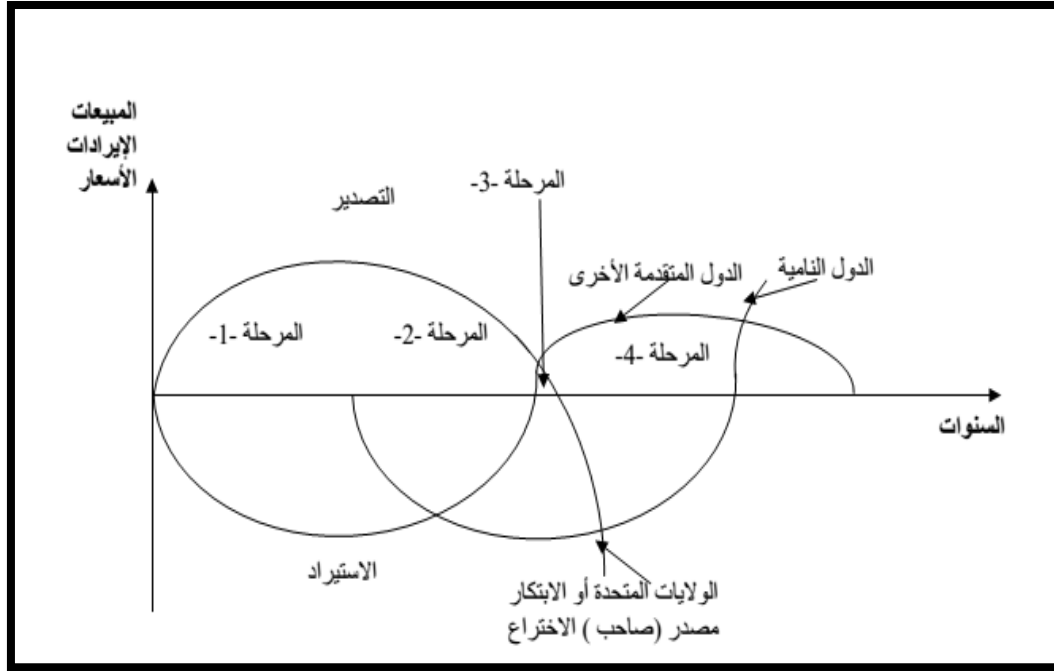 المبيعات
الإيرادات
الأسعار
التصدير
المرحلة -3-
الدول المتقدمة الأخرى
الدول النامية
المرحلة -1-
المرحلة -2-
المرحلة -4-
السنوات
الاستيراد
الولايات المتحدة أو الابتكار
مصدر (صاحب ) الاختراع